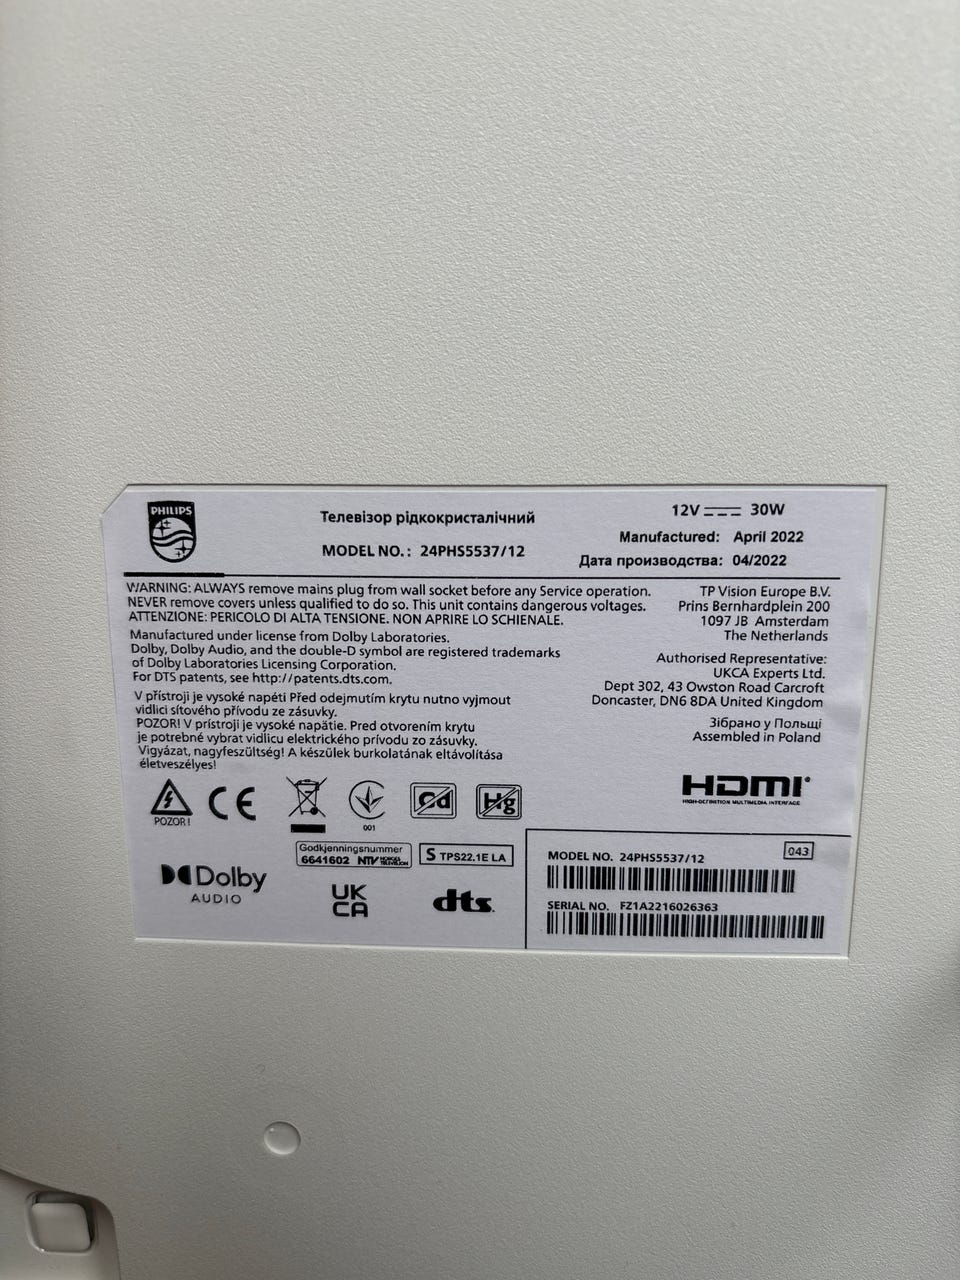 PHILIPS
Телевізор рідкокристалічний
MODEL NO.: 24PHS5537/12
12V 30W
Manufactured: April 2022
Дата производства: 04/2022
WARNING: ALWAYS remove mains plug from wall socket before any Service operation.
NEVER remove covers unless qualified to do so. This unit contains dangerous voltages.
ATTENZIONE: PERICOLO DI ALTA TENSIONE. NON APRIRE LO SCHIENALE.
Manufactured under license from Dolby Laboratories.
Dolby, Dolby Audio, and the double-D symbol are registered trademarks
of Dolby Laboratories Licensing Corporation.
For DTS patents, see http://patents.dts.com.
V přístroji je vysoké napětí Před odejmutím krytu nutno vyjmout
vidlici síťového přívodu ze zásuvky.
POZOR! V prístroji je vysoké napätie. Pred otvorením krytu
je potrebné vybrat vidlicu elektrického prívodu zo zásuvky.
Vigyázat, nagyfeszültség! A készülek burkolatának eltávolítása
életveszélyes!
TP Vision Europe B.V.
Prins Bernhardplein 200
1097 JB Amsterdam
The Netherlands
Authorised Representative:
UKCA Experts Ltd.
Dept 302, 43 Owston Road Carcroft
Doncaster, DN6 8DA United Kingdom
Зібрано у Польщі
Assembled in Poland
HDMI
HIGH-DEFINITION MULTIMEDIA INTERFACE
POZOR!
CE
001
Cd
Hg
Godkjenningsnummer
6641602 NTV NORGES TELEVISJON
S TPS22.1E LA
Dolby
AUDIO
UK
CA
dts
MODEL NO. 24PHS5537/12
043
SERIAL NO. FZ1A2216026363